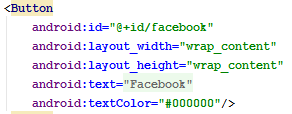 <Button
android:id="@+id/facebook"
android:layout_width="wrap_content"
android:layout_height="wrap_content"
android:text="Facebook"
android:textColor="#000000"/>